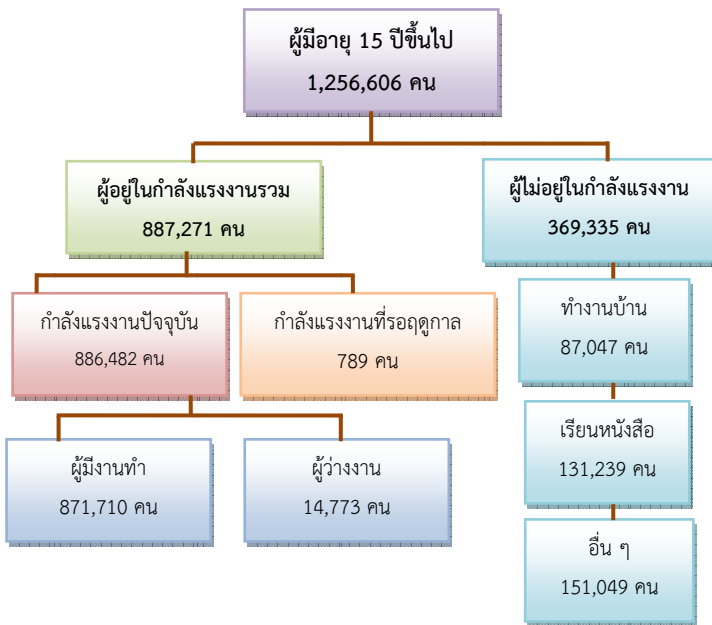 ผู้มีอายุ 15 ปีขึ้นไป
1,256,606 คน
ผู้อยู่ในกำลังแรงงานรวม
887,271 คน
ผู้ไม่อยู่ในกำลังแรงงาน
369,335 คน
กำลังแรงงานปัจจุบัน
886,482 คน
กำลังแรงงานที่รอฤดูกาล
789 คน
ทำงานบ้าน
87,047 คน
ผู้มีงานทำ
871,710 คน
ผู้ว่างงาน
14,773 คน
เรียนหนังสือ
131,239 คน
อื่น ๆ
151,049 คน